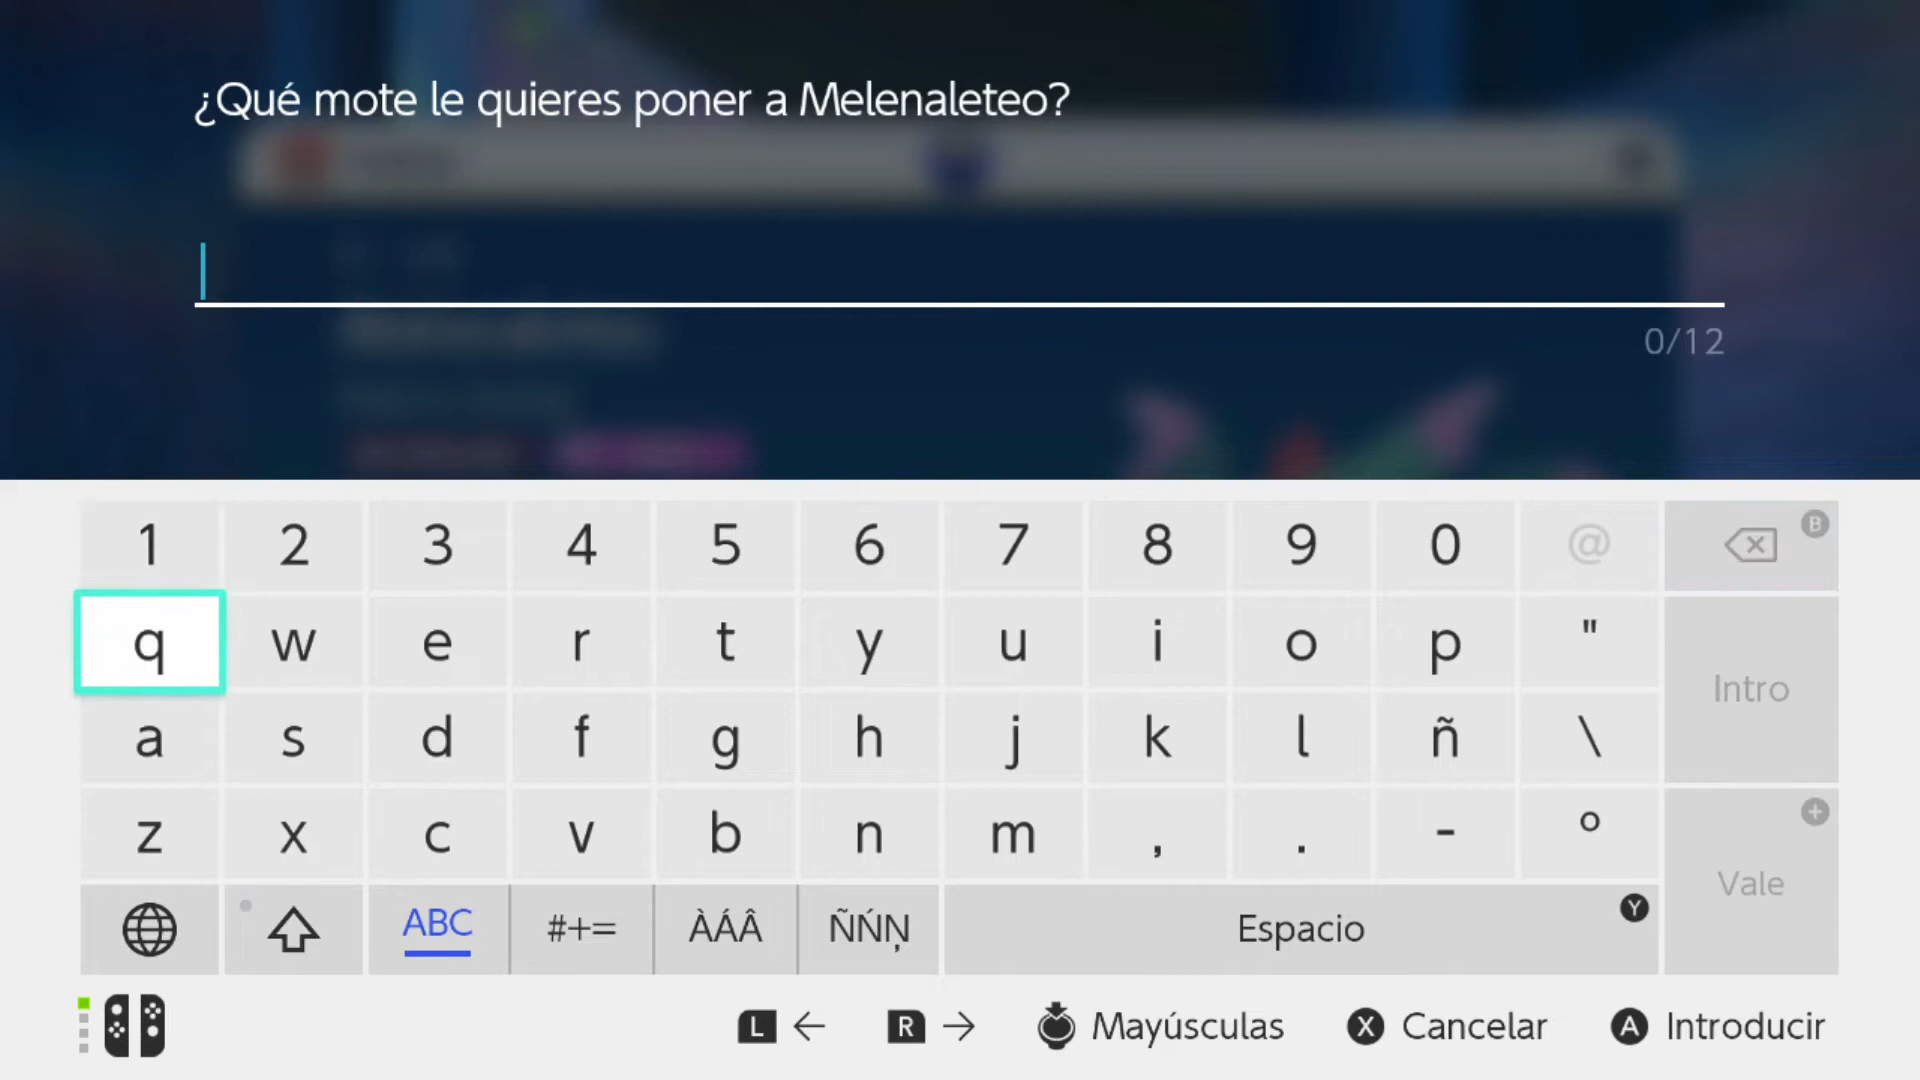 ¿Qué mote le quieres poner a Melenaleteo?
0/12
1 2 3 4 5 6 7 8 9 0 @ B
q w e r t y u i o p "
Intro
a s d f g h j k l ñ \
z x c v b n m , . - º +
Vale
ABC #+= ÀÁÂ ÑŃŅ Espacio Y
L ← R → Mayúsculas X Cancelar A Introducir